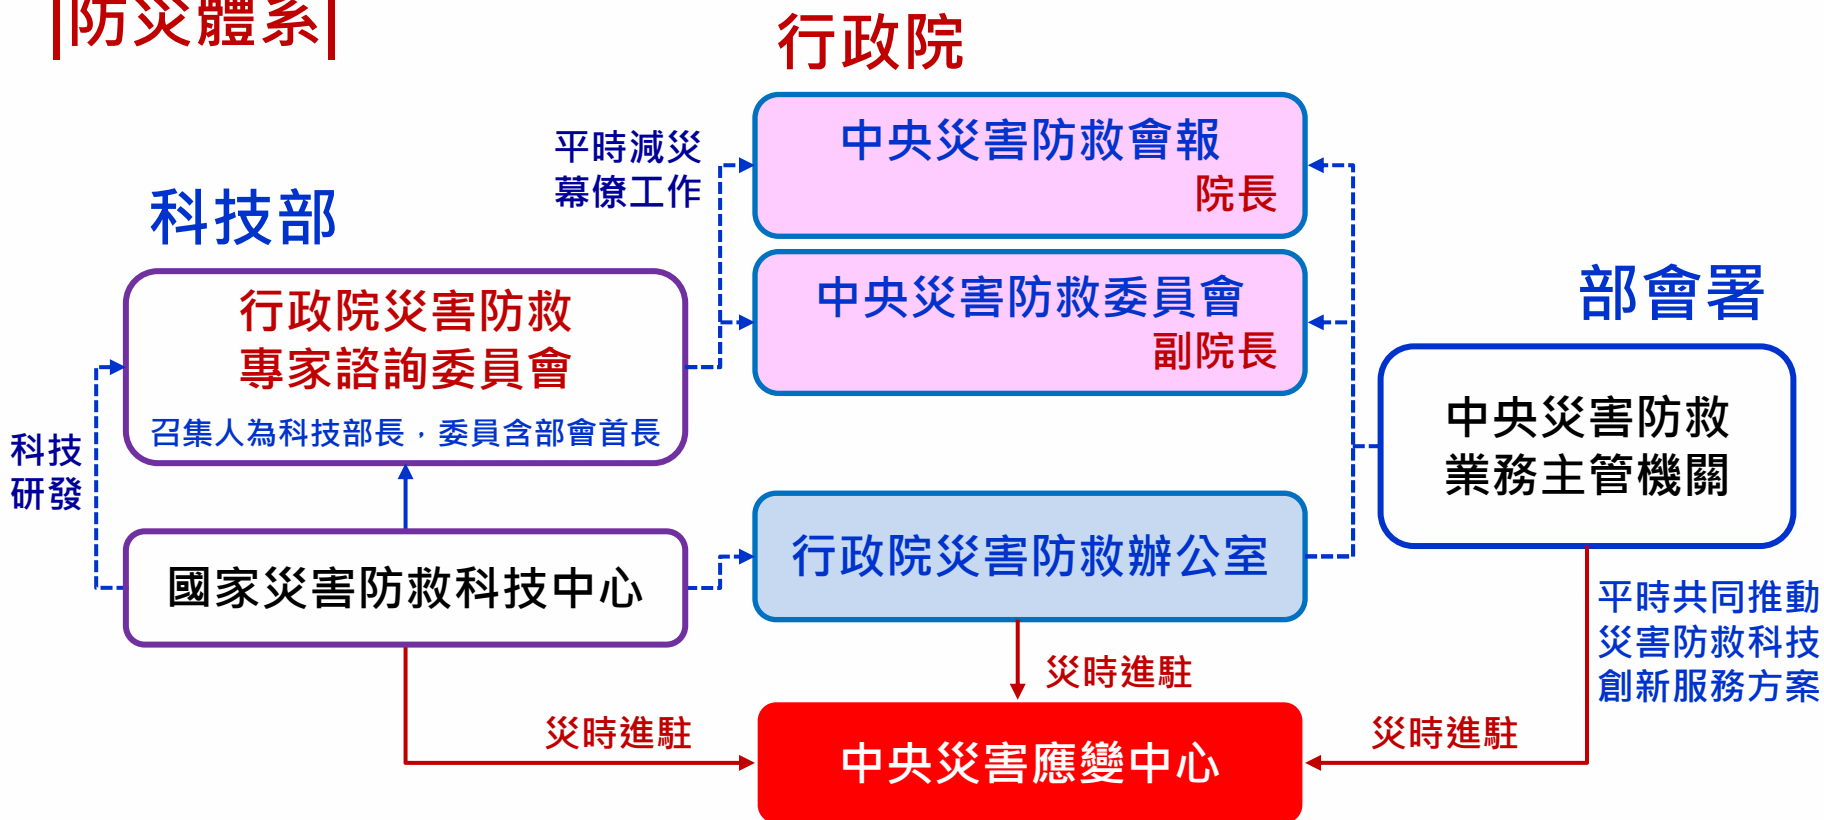 防災體系
行政院
中央災害防救會報
院長
平時減災
幕僚工作
科技部
中央災害防救委員會
副院長
行政院災害防救
專家諮詢委員會
召集人為科技部長，委員含部會首長
部會署
中央災害防救
業務主管機關
科技
研發
國家災害防救科技中心
行政院災害防救辦公室
平時共同推動
災害防救科技
創新服務方案
災時進駐
災時進駐
災時進駐
中央災害應變中心